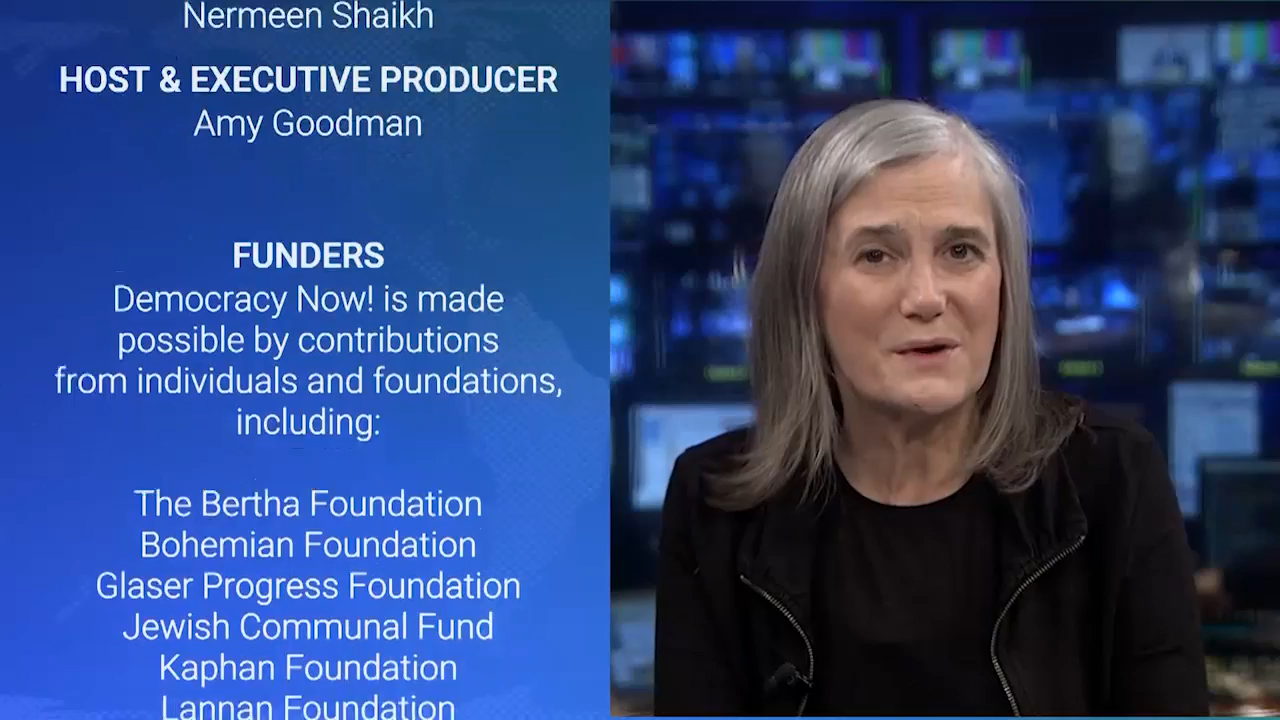 Nermeen Shaikh
HOST & EXECUTIVE PRODUCER
Amy Goodman
FUNDERS
Democracy Now! is made
possible by contributions
from individuals and foundations,
including:
The Bertha Foundation
Bohemian Foundation
Glaser Progress Foundation
Jewish Communal Fund
Kaphan Foundation
Lannan Foundation